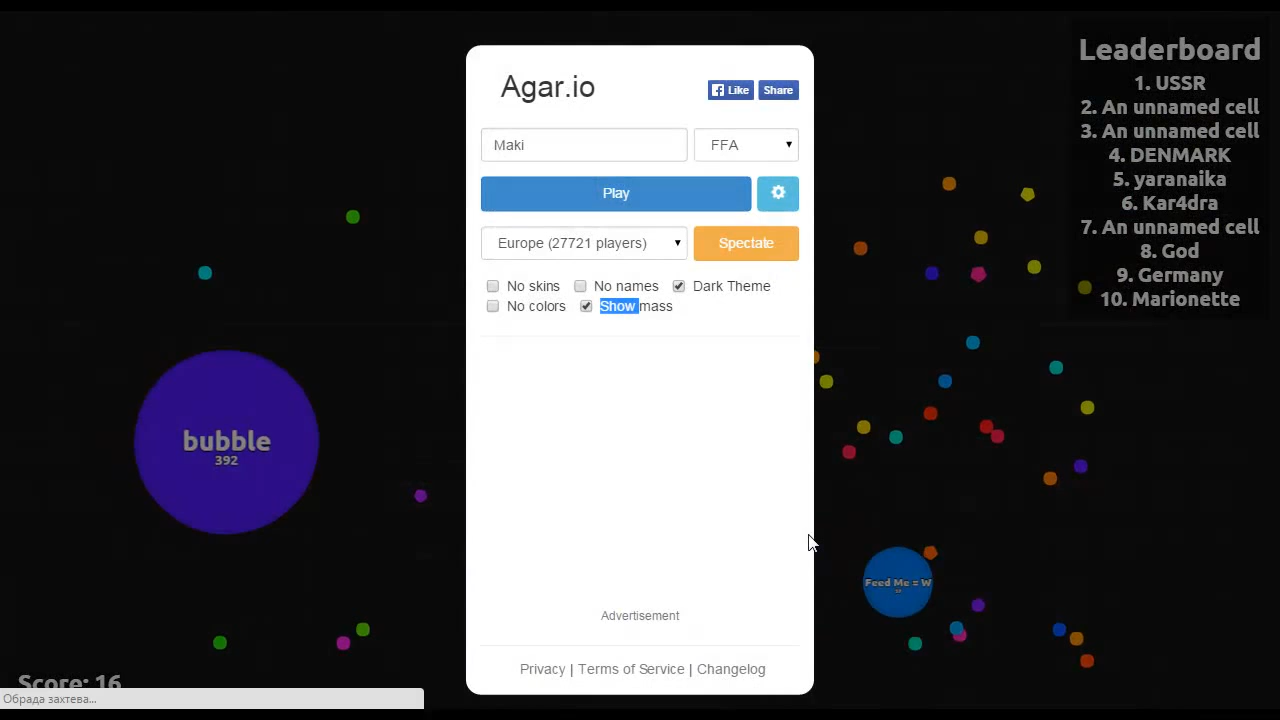 Agar.io
Like
Share
Maki
FFA
Play
Europe (27721 players)
Spectate
No skins
No names
Dark Theme
No colors
Show mass
Advertisement
Privacy | Terms of Service | Changelog
Leaderboard
1. USSR
2. An unnamed cell
3. An unnamed cell
4. DENMARK
5. yaranaika
6. Kar4dra
7. An unnamed cell
8. God
9. Germany
10. Marionette
bubble
392
Feed Me = W
Score: 16
Обрада захтева...